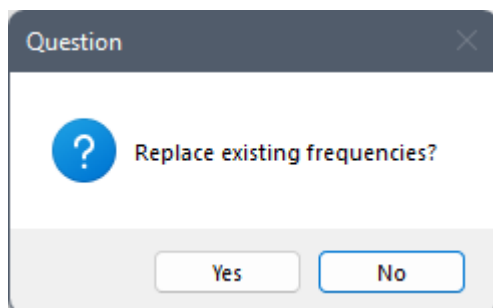 Question
Replace existing frequencies?
Yes
No